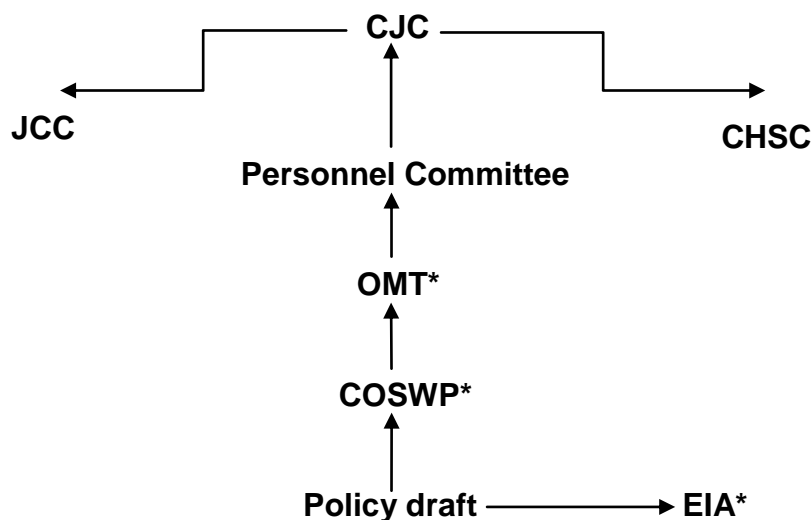 CJC
JCC
CHSC
Personnel Committee
OMT*
COSWP*
Policy draft
EIA*